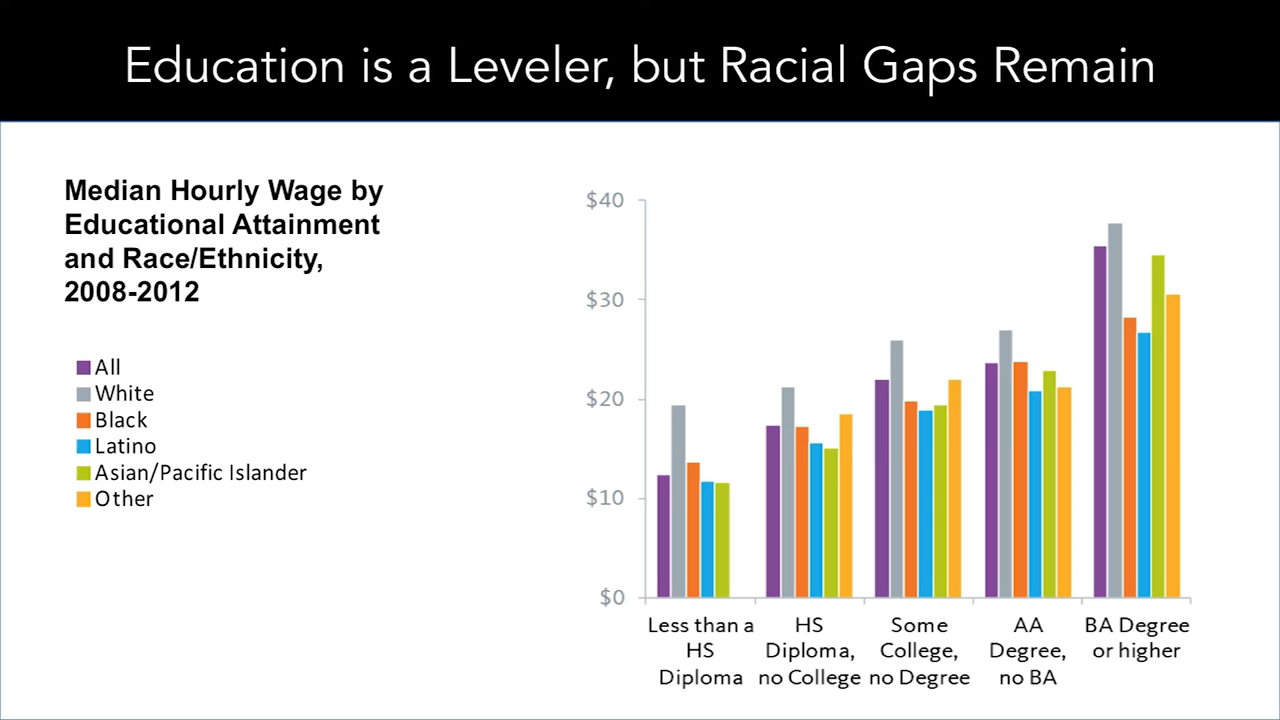 Education is a Leveler, but Racial Gaps Remain
Median Hourly Wage by
Educational Attainment
and Race/Ethnicity,
2008-2012
All
White
Black
Latino
Asian/Pacific Islander
Other
$40
$30
$20
$10
$0
Less than a
HS
Diploma
HS
Diploma,
no College
Some
College,
no Degree
AA
Degree,
no BA
BA Degree
or higher